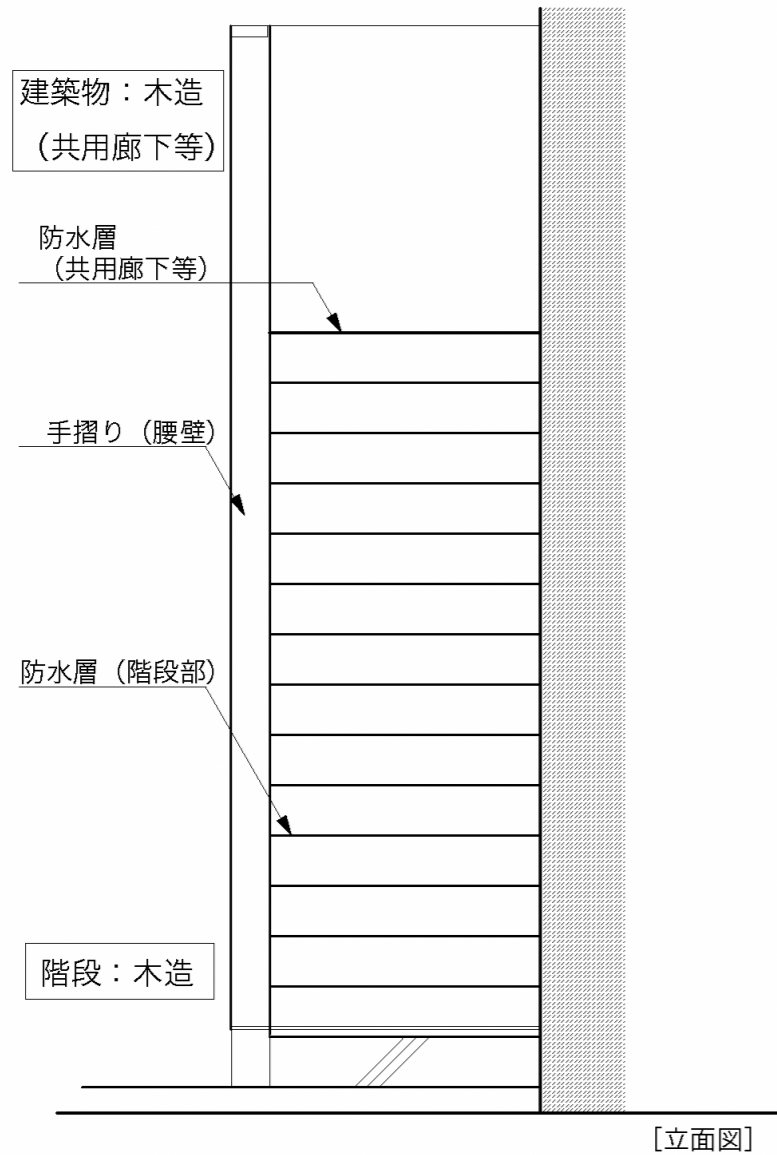 建築物：木造
（共用廊下等）
防水層
（共用廊下等）
手摺り（腰壁）
防水層（階段部）
階段：木造
［立面図］